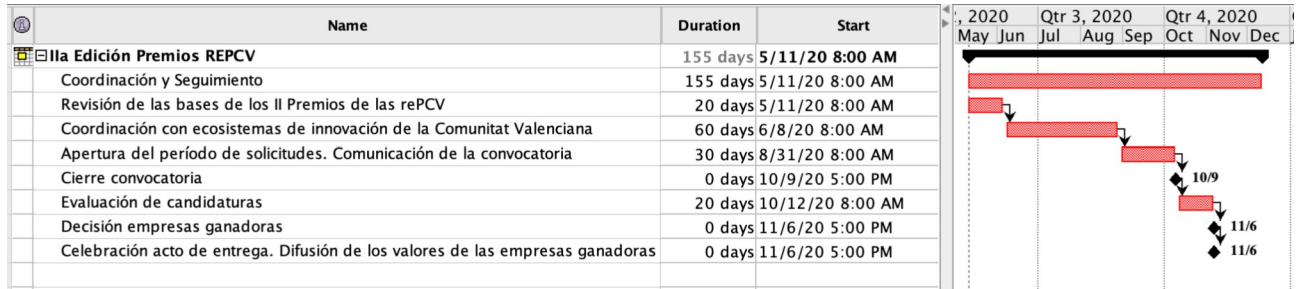 Name Duration Start , 2020 Qtr 3, 2020 Qtr 4, 2020
May Jun Jul Aug Sep Oct Nov Dec
IIa Edición Premios REPCV 155 days 5/11/20 8:00 AM
Coordinación y Seguimiento 155 days 5/11/20 8:00 AM
Revisión de las bases de los II Premios de las rePCV 20 days 5/11/20 8:00 AM
Coordinación con ecosistemas de innovación de la Comunitat Valenciana 60 days 6/8/20 8:00 AM
Apertura del período de solicitudes. Comunicación de la convocatoria 30 days 8/31/20 8:00 AM
Cierre convocatoria 0 days 10/9/20 5:00 PM 10/9
Evaluación de candidaturas 20 days 10/12/20 8:00 AM
Decisión empresas ganadoras 0 days 11/6/20 5:00 PM 11/6
Celebración acto de entrega. Difusión de los valores de las empresas ganadoras 0 days 11/6/20 5:00 PM 11/6